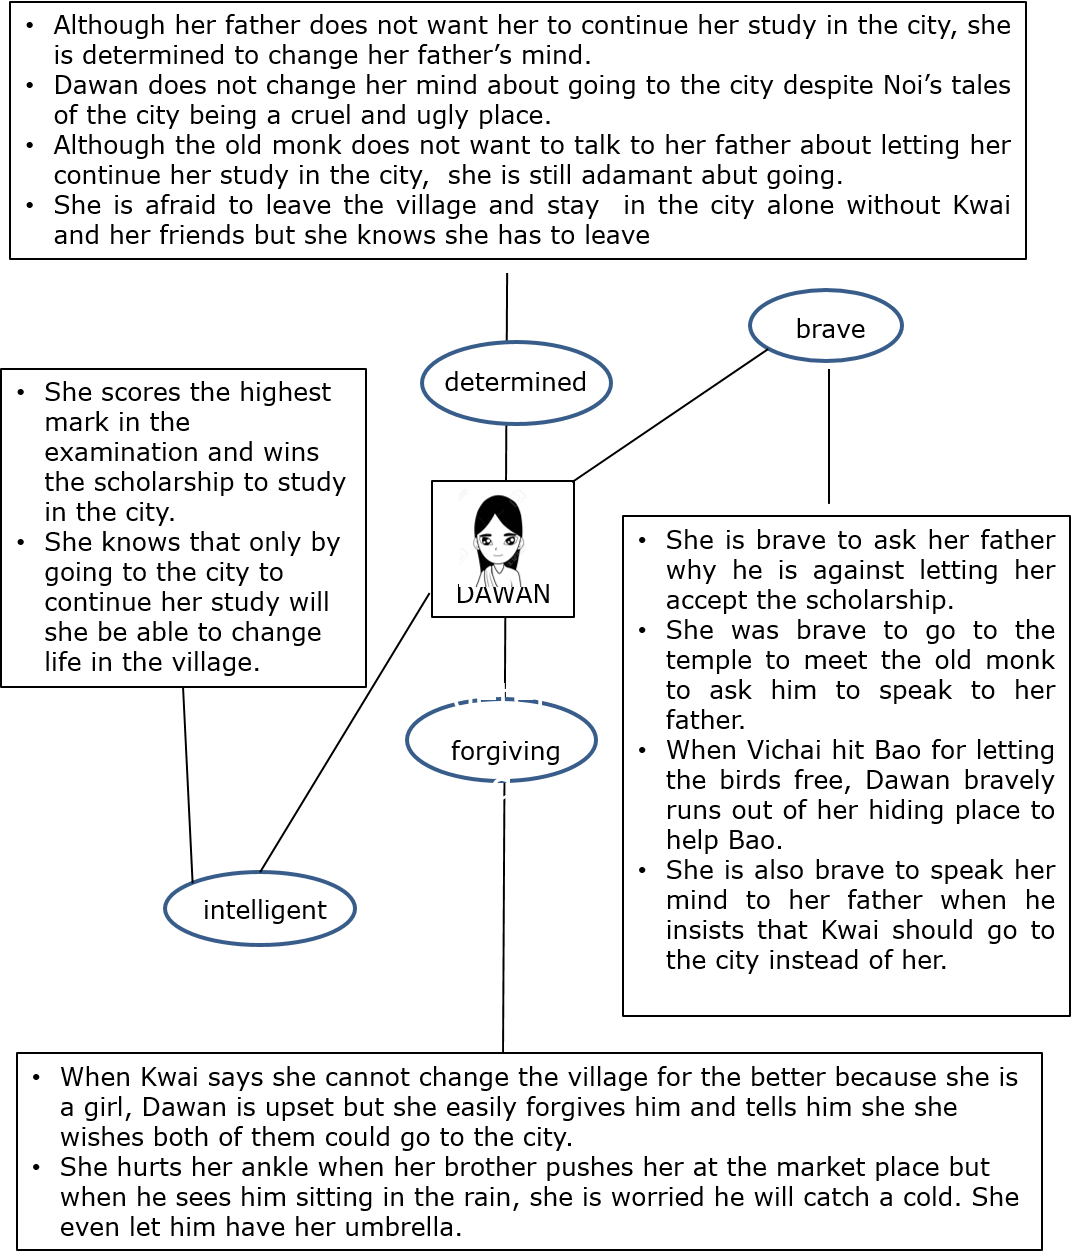 • Although her father does not want her to continue her study in the city, she
is determined to change her father’s mind.
• Dawan does not change her mind about going to the city despite Noi’s tales
of the city being a cruel and ugly place.
• Although the old monk does not want to talk to her father about letting her
continue her study in the city, she is still adamant abut going.
• She is afraid to leave the village and stay in the city alone without Kwai
and her friends but she knows she has to leave
brave
determined
• She scores the highest
mark in the
examination and wins
the scholarship to study
in the city.
• She knows that only by
going to the city to
continue her study will
she be able to change
life in the village.
DAWAN
• She is brave to ask her father
why he is against letting her
accept the scholarship.
• She was brave to go to the
temple to meet the old monk
to ask him to speak to her
father.
• When Vichai hit Bao for letting
the birds free, Dawan bravely
runs out of her hiding place to
help Bao.
• She is also brave to speak her
mind to her father when he
insists that Kwai should go to
the city instead of her.
forgiving
intelligent
• When Kwai says she cannot change the village for the better because she is
a girl, Dawan is upset but she easily forgives him and tells him she she
wishes both of them could go to the city.
• She hurts her ankle when her brother pushes her at the market place but
when he sees him sitting in the rain, she is worried he will catch a cold. She
even let him have her umbrella.